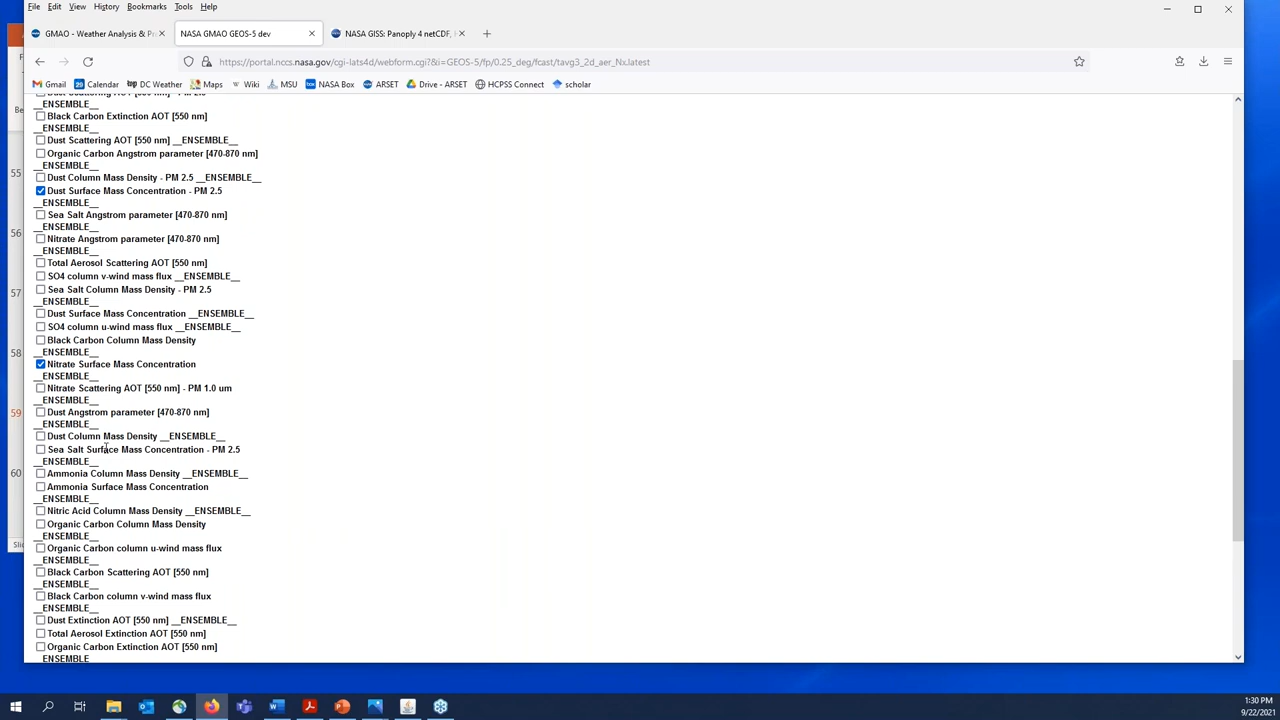 File Edit View History Bookmarks Tools Help
GMAO - Weather Analysis & Pr
NASA GMAO GEOS-5 dev
NASA GISS: Panoply 4 netCDF, H
https://portal.nccs.nasa.gov/cgi-lats4d/webform.cgi?&i=GEOS-5/fp/0.25_deg/fcast/tavg3_2d_aer_Nx.latest
Gmail Calendar DC Weather Maps Wiki MSU NASA Box ARSET Drive - ARSET HCPSS Connect scholar
__ENSEMBLE__
Black Carbon Extinction AOT [550 nm]
__ENSEMBLE__
Dust Scattering AOT [550 nm] __ENSEMBLE__
Organic Carbon Angstrom parameter [470-870 nm]
__ENSEMBLE__
Dust Column Mass Density - PM 2.5 __ENSEMBLE__
Dust Surface Mass Concentration - PM 2.5
__ENSEMBLE__
Sea Salt Angstrom parameter [470-870 nm]
__ENSEMBLE__
Nitrate Angstrom parameter [470-870 nm]
__ENSEMBLE__
Total Aerosol Scattering AOT [550 nm]
SO4 column v-wind mass flux __ENSEMBLE__
Sea Salt Column Mass Density - PM 2.5
__ENSEMBLE__
Dust Surface Mass Concentration __ENSEMBLE__
SO4 column u-wind mass flux __ENSEMBLE__
Black Carbon Column Mass Density
__ENSEMBLE__
Nitrate Surface Mass Concentration
__ENSEMBLE__
Nitrate Scattering AOT [550 nm] - PM 1.0 um
__ENSEMBLE__
Dust Angstrom parameter [470-870 nm]
__ENSEMBLE__
Dust Column Mass Density __ENSEMBLE__
Sea Salt Surface Mass Concentration - PM 2.5
__ENSEMBLE__
Ammonia Column Mass Density __ENSEMBLE__
Ammonia Surface Mass Concentration
__ENSEMBLE__
Nitric Acid Column Mass Density __ENSEMBLE__
Organic Carbon Column Mass Density
__ENSEMBLE__
Organic Carbon column u-wind mass flux
__ENSEMBLE__
Black Carbon Scattering AOT [550 nm]
__ENSEMBLE__
Black Carbon column v-wind mass flux
__ENSEMBLE__
Dust Extinction AOT [550 nm] __ENSEMBLE__
Total Aerosol Extinction AOT [550 nm]
Organic Carbon Extinction AOT [550 nm]
ENSEMBLE
55
56
57
58
59
60
1:30 PM
9/22/2021